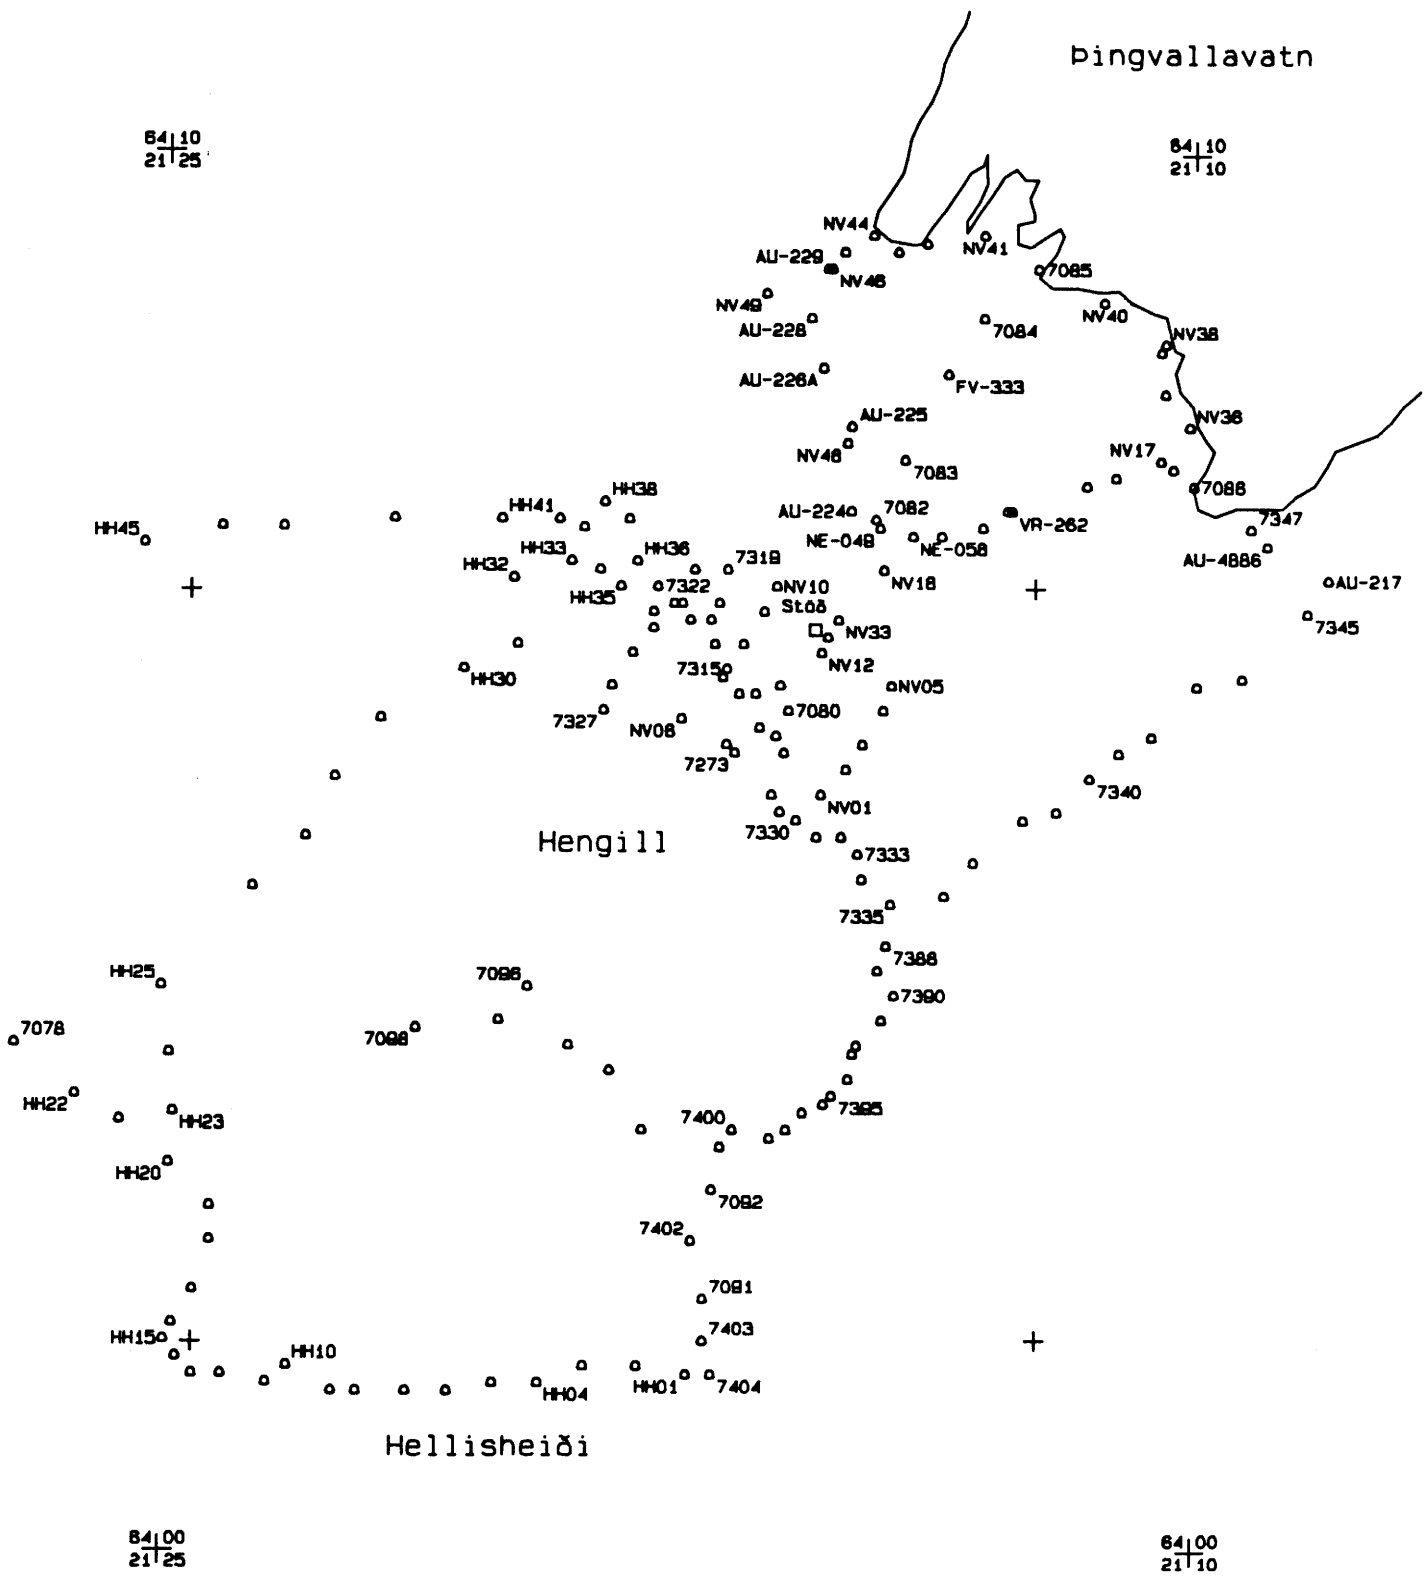 Þingvallavatn
64 10
21 25
64 10
21 10
NV44
NV41
AU-229
NV46
7085
NV49
NV40
AU-228
7084
NV38
AU-226A
FV-333
AU-225
NV36
NV48
7083
NV17
7086
HH38
HH41
AU-224
7082
VR-262
HH45
NE-049
NE-058
7347
AU-4886
HH33
HH36
7319
HH32
NV18
AU-217
HH35
7322
NV10
Stöð
7345
NV33
NV12
HH30
7315
NV05
7327
NV08
7080
7273
7340
NV01
7330
Hengill
7333
7335
7388
HH25
7096
7390
7078
7098
HH22
HH23
7395
7400
HH20
7092
7402
7091
HH15
7403
HH10
HH04
HH01
7404
Hellisheiði
64 00
21 25
64 00
21 10